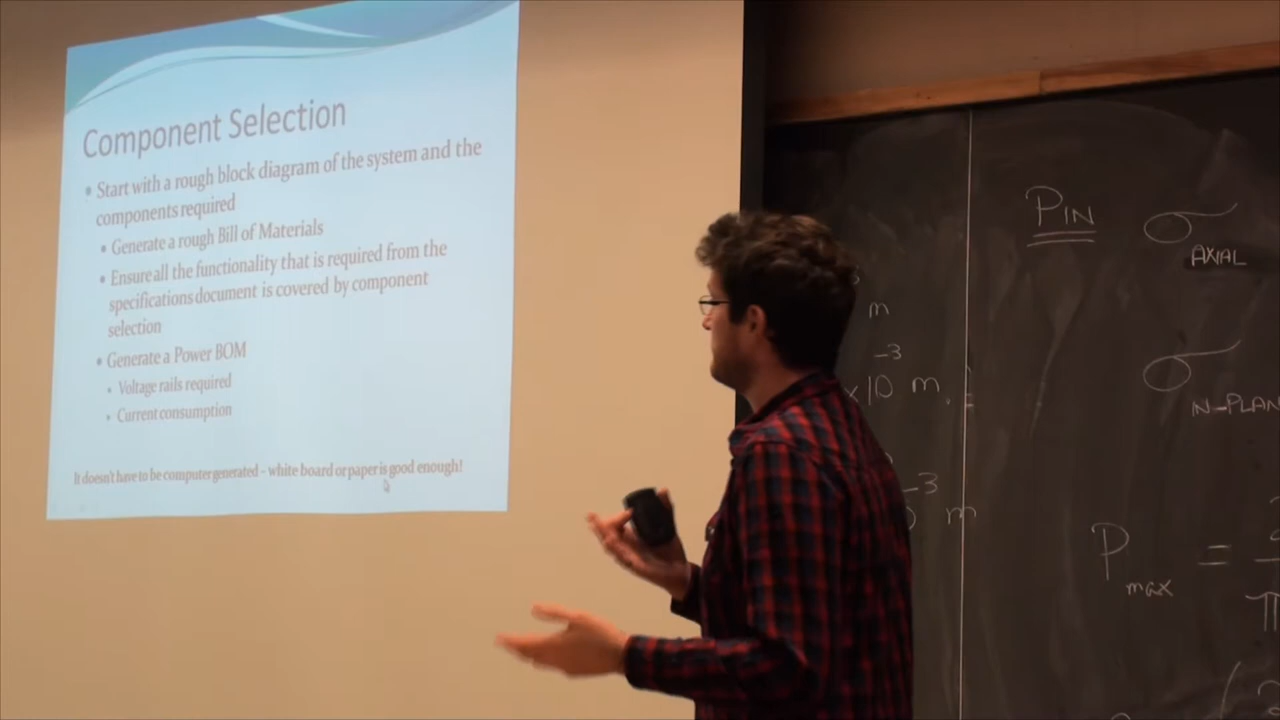 Component Selection
• Start with a rough block diagram of the system and the
components required
• Generate a rough Bill of Materials
• Ensure all the functionality that is required from the
specifications document is covered by component
selection
• Generate a Power BOM
• Voltage rails required
• Current consumption
It doesn't have to be computer generated – white board or paper is good enough!
PIN
σ AXIAL
m
x10⁻³ m
σ IN-PLAN
⁻³ m
P max =